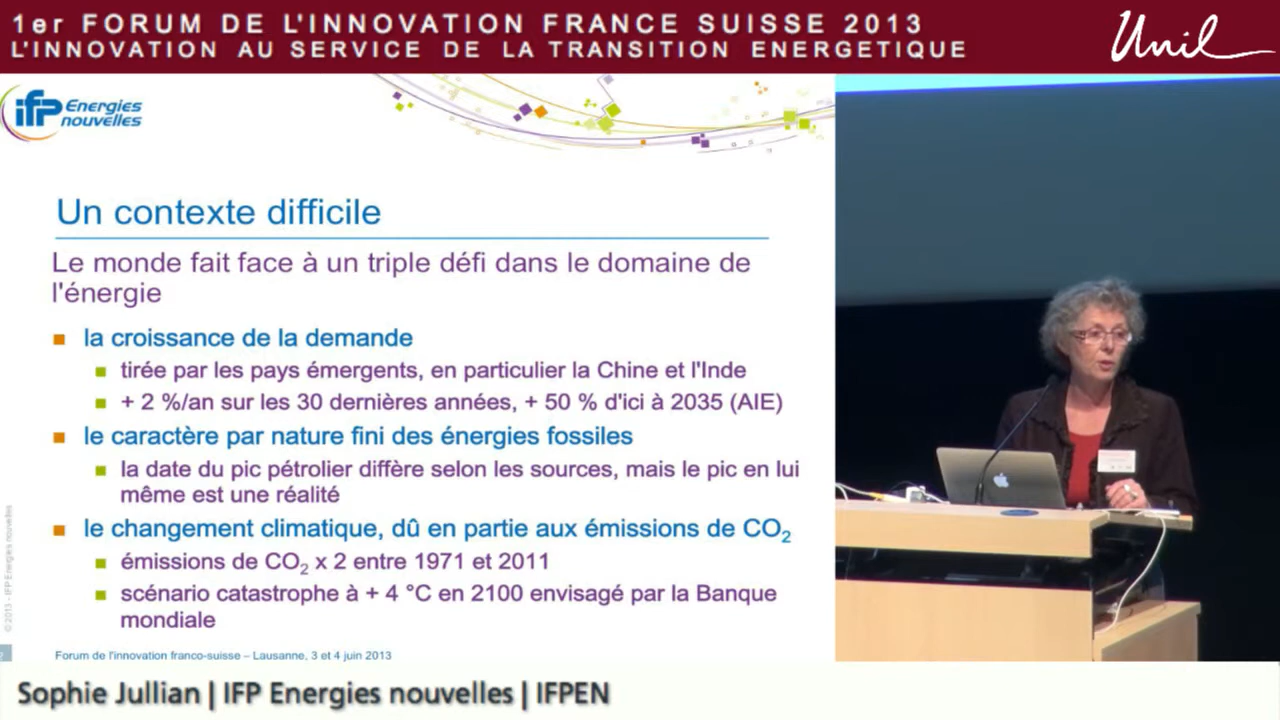 1er FORUM DE L'INNOVATION FRANCE SUISSE 2013
L'INNOVATION AU SERVICE DE LA TRANSITION ENERGETIQUE
Unil
ifp Energies
nouvelles
Un contexte difficile
Le monde fait face à un triple défi dans le domaine de
l'énergie
la croissance de la demande
tirée par les pays émergents, en particulier la Chine et l'Inde
+ 2 %/an sur les 30 dernières années, + 50 % d'ici à 2035 (AIE)
le caractère par nature fini des énergies fossiles
la date du pic pétrolier diffère selon les sources, mais le pic en lui
même est une réalité
le changement climatique, dû en partie aux émissions de CO₂
émissions de CO₂ x 2 entre 1971 et 2011
scénario catastrophe à + 4 °C en 2100 envisagé par la Banque
mondiale
© 2013 - IFP Energies nouvelles
Forum de l'innovation franco-suisse – Lausanne, 3 et 4 juin 2013
Sophie Jullian | IFP Energies nouvelles | IFPEN